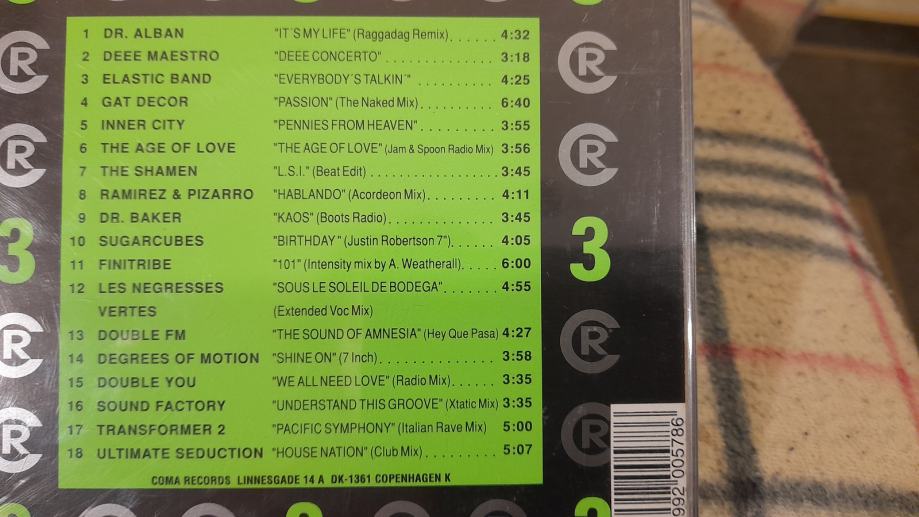 1 DR. ALBAN "IT´S MY LIFE" (Raggadag Remix). . . . . . 4:32
2 DEEE MAESTRO "DEEE CONCERTO" . . . . . . . . . . . . . . 3:18
3 ELASTIC BAND "EVERYBODY´S TALKIN´" . . . . . . . . . . 4:25
4 GAT DECOR "PASSION" (The Naked Mix) . . . . . . . . . 6:40
5 INNER CITY "PENNIES FROM HEAVEN" . . . . . . . . . 3:55
6 THE AGE OF LOVE "THE AGE OF LOVE" (Jam & Spoon Radio Mix) 3:56
7 THE SHAMEN "L.S.I." (Beat Edit) . . . . . . . . . . . . . . . 3:45
8 RAMIREZ & PIZARRO "HABLANDO" (Acordeon Mix) . . . . . . . . 4:11
9 DR. BAKER "KAOS" (Boots Radio) . . . . . . . . . . . . . 3:45
10 SUGARCUBES "BIRTHDAY" (Justin Robertson 7"). . . . . . 4:05
11 FINITRIBE "101" (Intensity mix by A. Weatherall). . . . . 6:00
12 LES NEGRESSES "SOUS LE SOLEIL DE BODEGA" . . . . . . . 4:55
VERTES (Extended Voc Mix)
13 DOUBLE FM "THE SOUND OF AMNESIA" (Hey Que Pasa) 4:27
14 DEGREES OF MOTION "SHINE ON" (7 Inch) . . . . . . . . . . . . . . 3:58
15 DOUBLE YOU "WE ALL NEED LOVE" (Radio Mix) . . . . . . 3:35
16 SOUND FACTORY "UNDERSTAND THIS GROOVE" (Xtatic Mix) 3:35
17 TRANSFORMER 2 "PACIFIC SYMPHONY" (Italian Rave Mix) 5:00
18 ULTIMATE SEDUCTION "HOUSE NATION" (Club Mix) . . . . . . . . . 5:07
COMA RECORDS LINNESGADE 14 A DK-1361 COPENHAGEN K
CR
CR
3
CR
CR
CR
CR
3
CR
R
992 005786